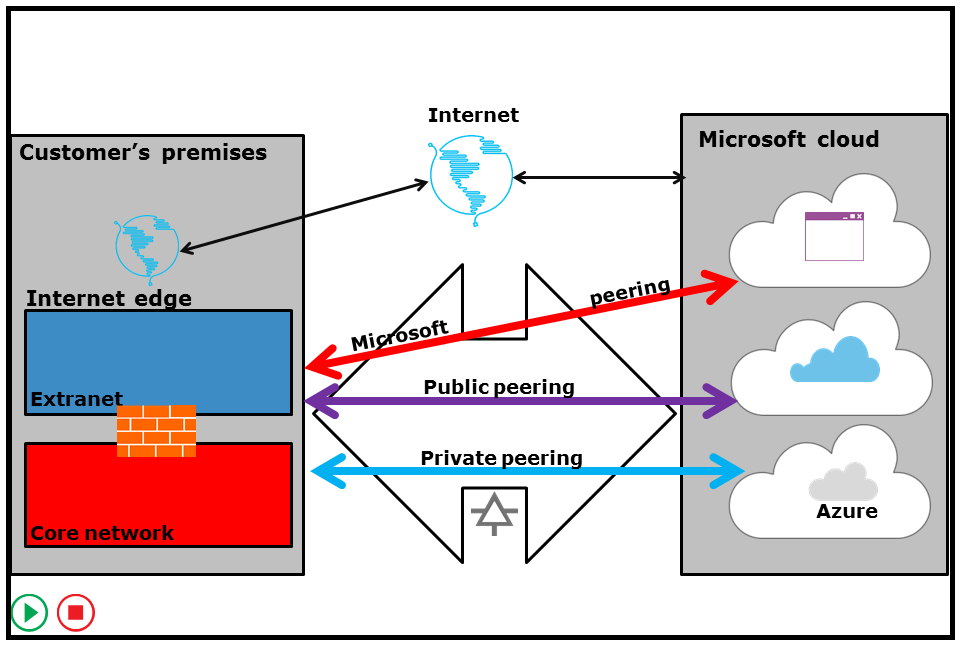 Internet
Customer's premises
Microsoft cloud
Internet edge
Microsoft peering
Extranet
Public peering
Private peering
Core network
Azure